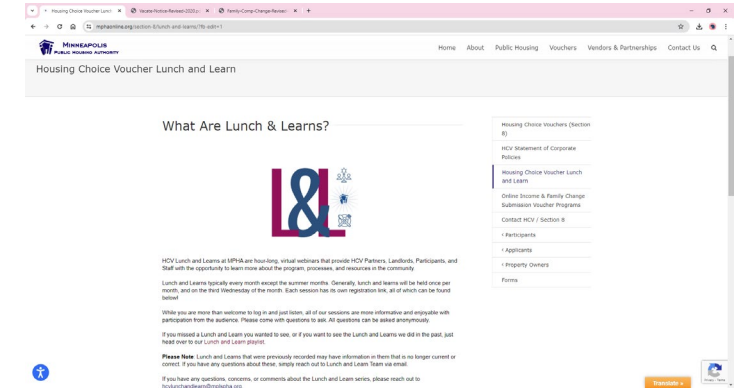 Housing Choice Voucher Lunch
Vacate-Notice-Revised-2020.pd
Family-Comp-Change-Revised-
mphaonline.org/section-8/lunch-and-learns/?fb-edit=1
MINNEAPOLIS
PUBLIC HOUSING AUTHORITY
Home About Public Housing Vouchers Vendors & Partnerships Contact Us
Housing Choice Voucher Lunch and Learn
What Are Lunch & Learns?
L&L
HCV Lunch and Learns at MPHA are hour-long, virtual webinars that provide HCV Partners, Landlords, Participants, and
Staff with the opportunity to learn more about the program, processes, and resources in the community.
Lunch and Learns typically every month except the summer months. Generally, lunch and learns will be held once per
month, and on the third Wednesday of the month. Each session has its own registration link, all of which can be found
below!
While you are more than welcome to log in and just listen, all of our sessions are more informative and enjoyable with
participation from the audience. Please come with questions to ask. All questions can be asked anonymously.
If you missed a Lunch and Learn you wanted to see, or if you want to see the Lunch and Learns we did in the past, just
head over to our Lunch and Learn playlist.
Please Note: Lunch and Learns that were previously recorded may have information in them that is no longer current or
correct. If you have any questions about these, simply reach out to Lunch and Learn Team via email.
If you have any questions, concerns, or comments about the Lunch and Learn series, please reach out to
hcvlunchandlearn@mplspha.org
Housing Choice Vouchers (Section
8)
HCV Statement of Corporate
Policies
Housing Choice Voucher Lunch
and Learn
Online Income & Family Change
Submission Voucher Programs
Contact HCV / Section 8
Participants
Applicants
Property Owners
Forms
Privacy - Terms
Translate »